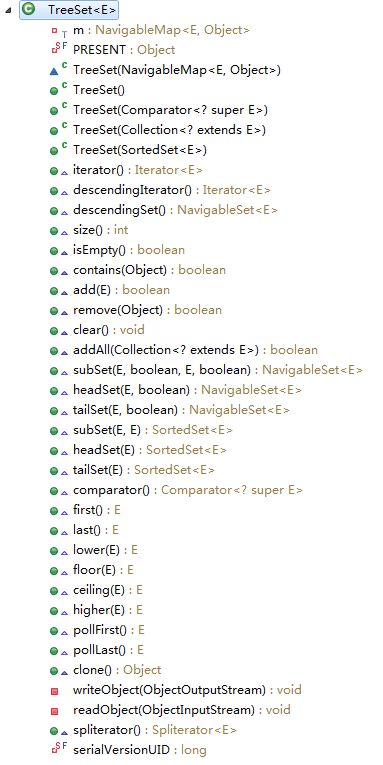 TreeSet<E>
m : NavigableMap<E, Object>
PRESENT : Object
TreeSet(NavigableMap<E, Object>)
TreeSet()
TreeSet(Comparator<? super E>)
TreeSet(Collection<? extends E>)
TreeSet(SortedSet<E>)
iterator() : Iterator<E>
descendingIterator() : Iterator<E>
descendingSet() : NavigableSet<E>
size() : int
isEmpty() : boolean
contains(Object) : boolean
add(E) : boolean
remove(Object) : boolean
clear() : void
addAll(Collection<? extends E>) : boolean
subSet(E, boolean, E, boolean) : NavigableSet<E>
headSet(E, boolean) : NavigableSet<E>
tailSet(E, boolean) : NavigableSet<E>
subSet(E, E) : SortedSet<E>
headSet(E) : SortedSet<E>
tailSet(E) : SortedSet<E>
comparator() : Comparator<? super E>
first() : E
last() : E
lower(E) : E
floor(E) : E
ceiling(E) : E
higher(E) : E
pollFirst() : E
pollLast() : E
clone() : Object
writeObject(ObjectOutputStream) : void
readObject(ObjectInputStream) : void
spliterator() : Spliterator<E>
serialVersionUID : long